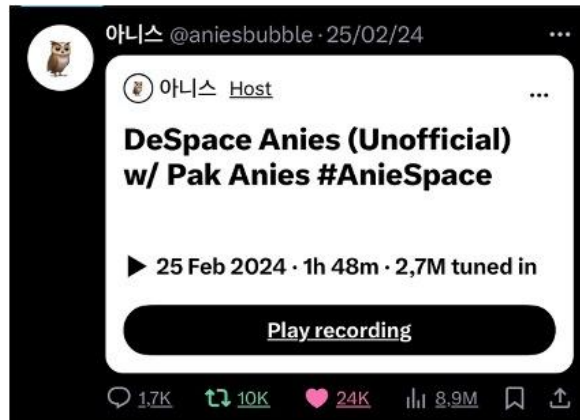 아니스 @aniesbubble · 25/02/24
아니스 Host
DeSpace Anies (Unofficial)
w/ Pak Anies #AnieSpace
25 Feb 2024 · 1h 48m · 2,7M tuned in
Play recording
1,7K 10K 24K 8,9M